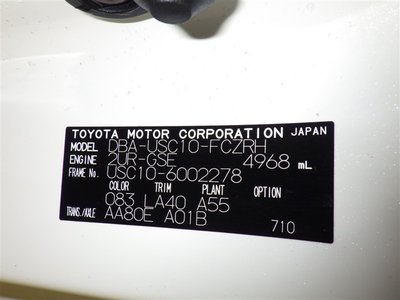 TOYOTA MOTOR CORPORATION JAPAN
MODEL DBA-USC10-FCZRH
ENGINE 2UR-GSE 4968 mL
FRAME No. USC10-6002278
COLOR TRIM PLANT OPTION
083 LA40 A55
TRANS./AXLE AA80E A01B
710